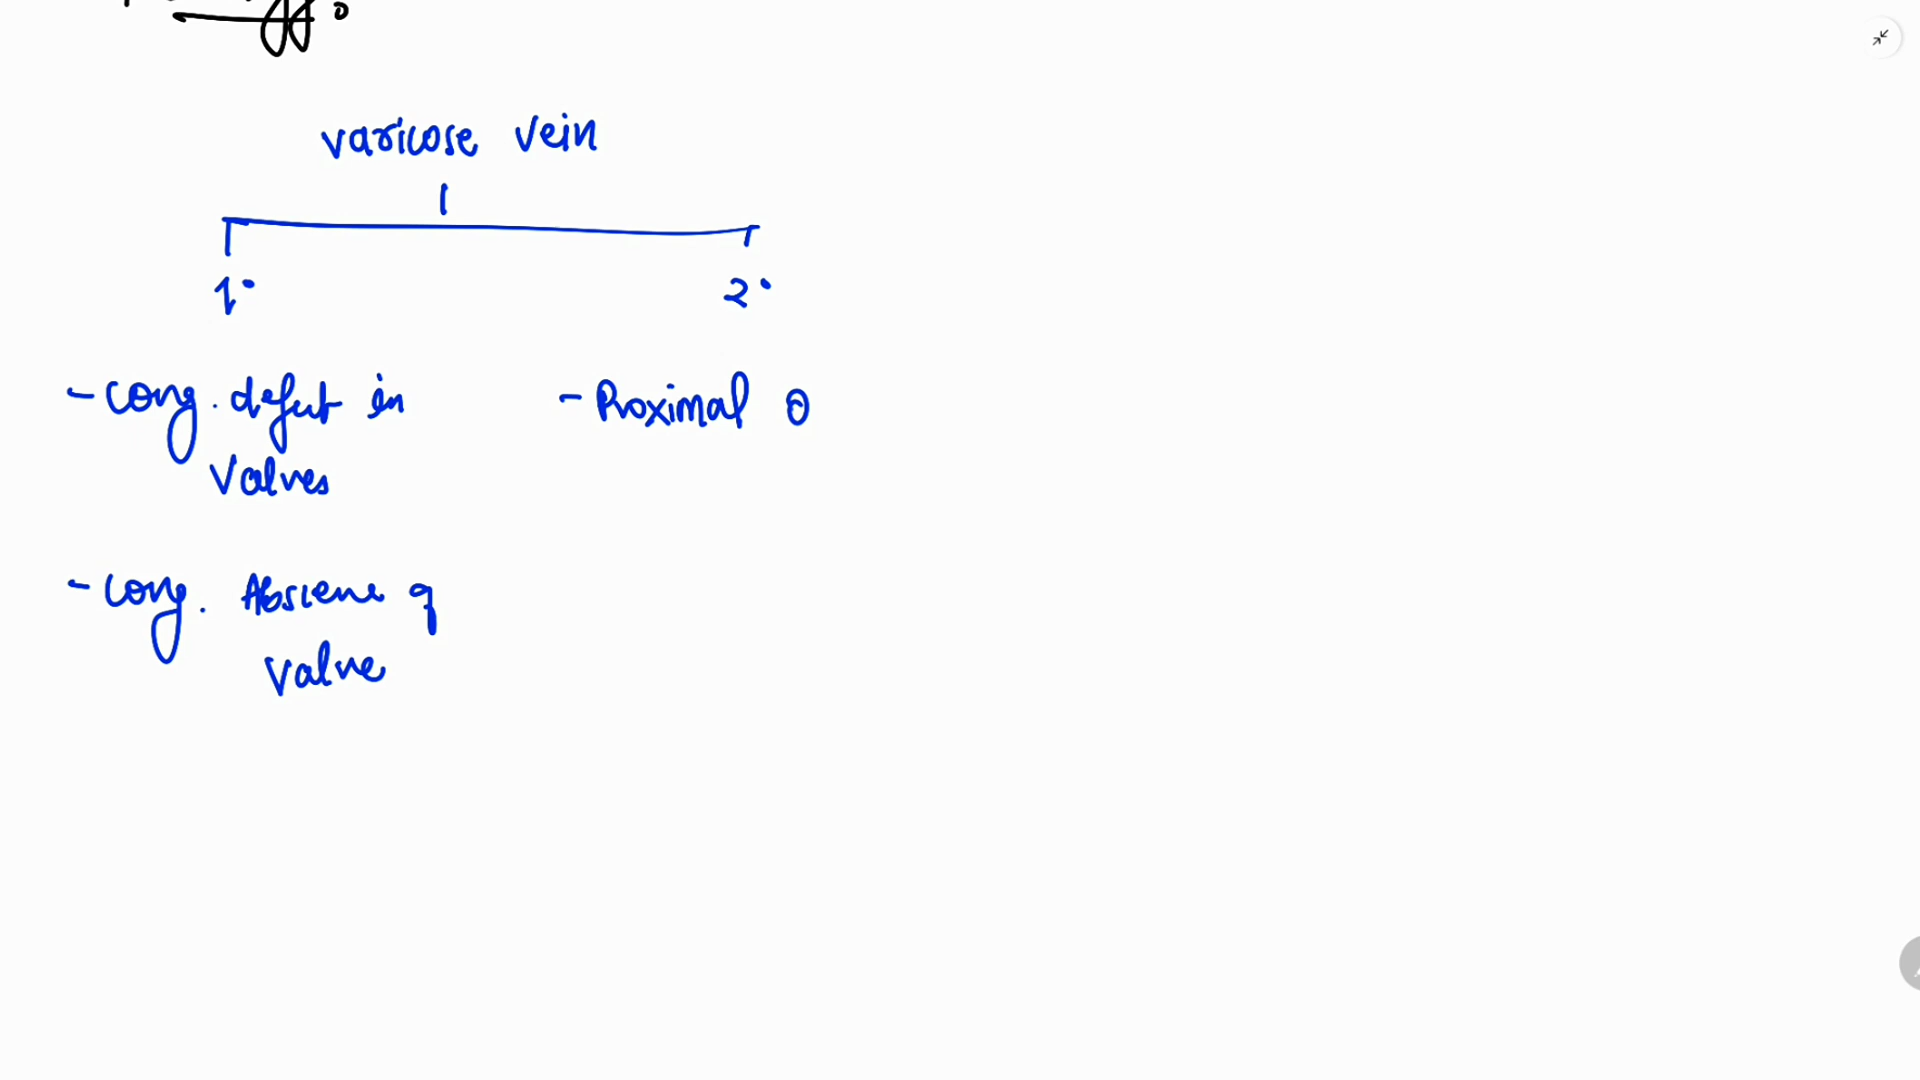 varicose vein
1° 2°
- cong. defect in - Proximal
valves
- cong. Absence of
valve